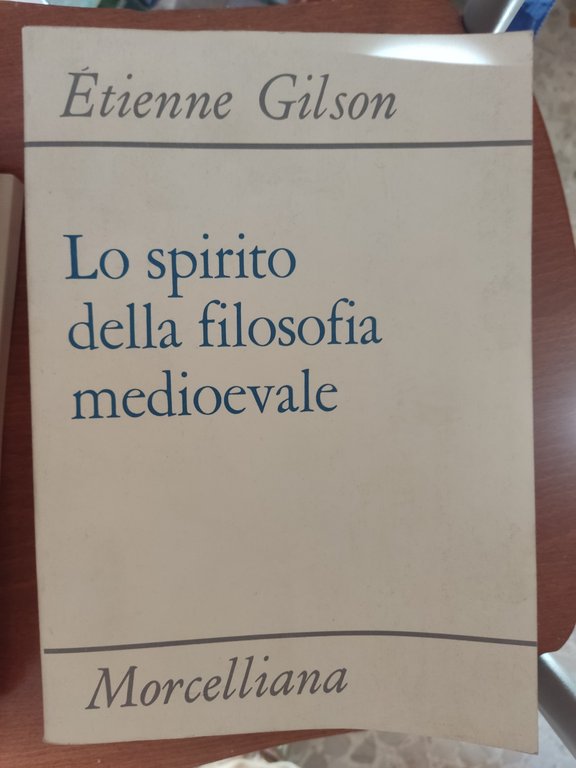 Étienne Gilson
Lo spirito
della filosofia
medioevale
Morcelliana